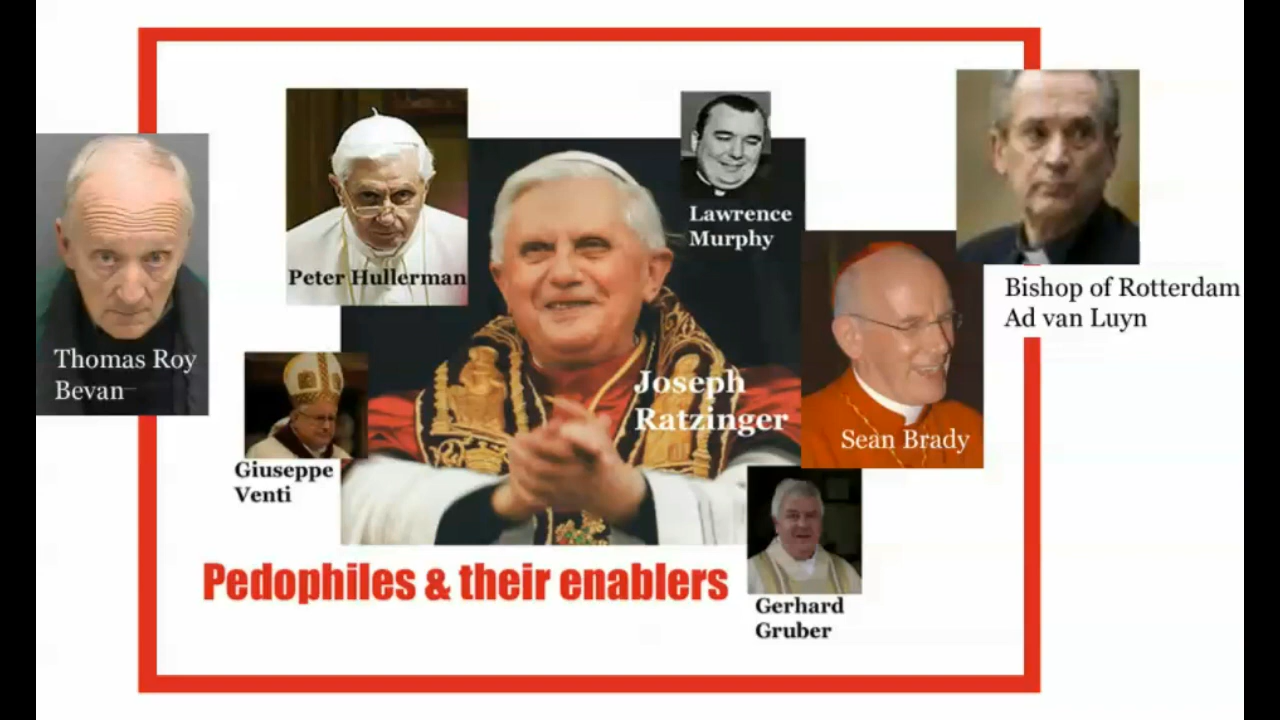 Thomas Roy
Bevan
Peter Hullerman
Giuseppe
Venti
Joseph
Ratzinger
Lawrence
Murphy
Sean Brady
Bishop of Rotterdam
Ad van Luyn
Gerhard
Gruber
Pedophiles & their enablers